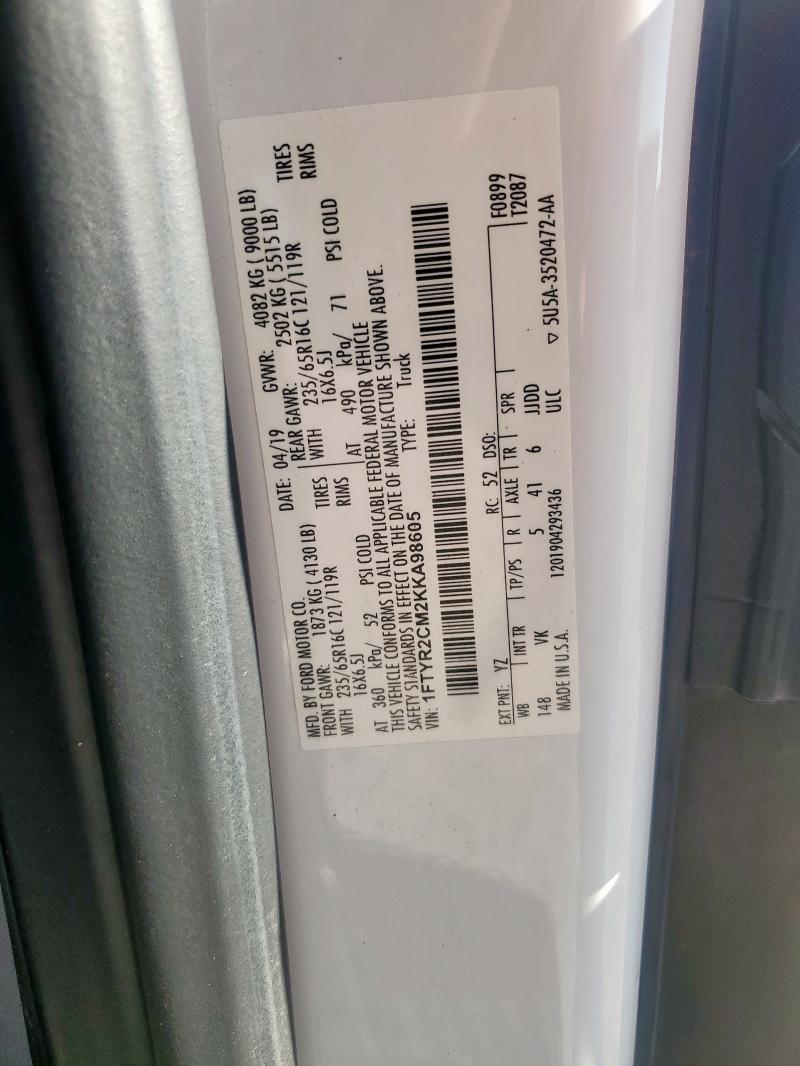 MFD. BY FORD MOTOR CO. DATE: 04/19 GVWR: 4082 KG ( 9000 LB)
FRONT GAWR: 1873 KG ( 4130 LB) REAR GAWR: 2502 KG ( 5515 LB)
WITH 235/65R16C 121/119R TIRES WITH 235/65R16C 121/119R TIRES
16X6.5J RIMS 16X6.5J RIMS
AT 360 kPa/ 52 PSI COLD AT 490 kPa/ 71 PSI COLD
THIS VEHICLE CONFORMS TO ALL APPLICABLE FEDERAL MOTOR VEHICLE
SAFETY STANDARDS IN EFFECT ON THE DATE OF MANUFACTURE SHOWN ABOVE.
VIN: 1FTYR2CM2KKA98605 TYPE: Truck
EXT PNT: YZ RC: 52 DSO: F0899
WB INT TR TP/PS R AXLE TR SPR T2087
148 VK 5 41 6 JJDD
MADE IN U.S.A. 1201904293436 ULC ▽ 5U5A-3520472-AA